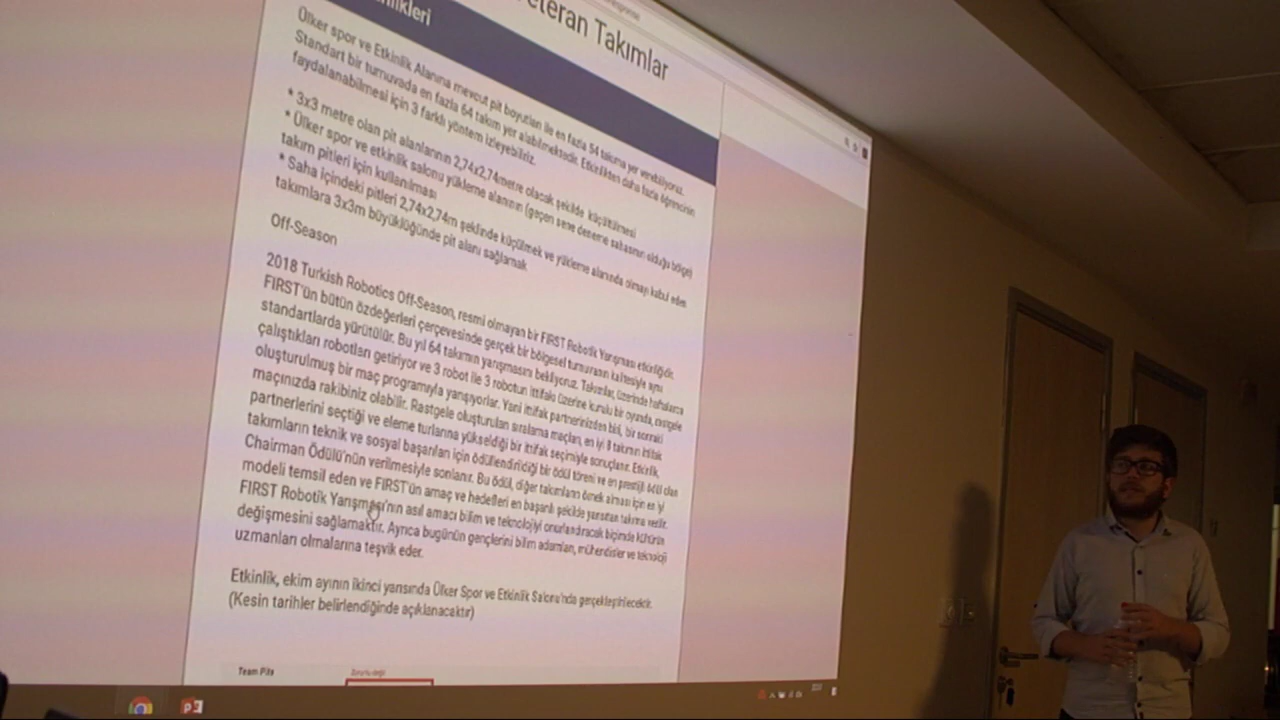 eteran Takımlar
nlikleri
Ülker spor ve Etkinlik Alanına mevcut pit boyutları ile en fazla 54 takıma yer verebiliyoruz.
Standart bir turnuvada en fazla 64 takım yer alabilmektedir. Etkinlikten daha fazla öğrencinin
faydalanabilmesi için 3 farklı yöntem izleyebiliriz.
* 3x3 metre olan pit alanlarının 2,74x2,74metre olacak şekilde küçültülmesi
* Ülker spor ve etkinlik salonu yükleme alanının (geçen sene deneme sahasının olduğu bölge)
takım pitleri için kullanılması
* Saha içindeki pitleri 2,74x2,74m şeklinde küçülmek ve yükleme alanında olmayı kabul eden
takımlara 3x3m büyüklüğünde pit alanı sağlamak
Off-Season
2018 Turkish Robotics Off-Season, resmi olmayan bir FIRST Robotik Yarışması etkinliğidir.
FIRST'ün bütün özdeğerleri çerçevesinde gerçek bir bölgesel turnuvanın kalitesiyle aynı
standartlarda yürütülür. Bu yıl 64 takımın yarışmasını bekliyoruz. Takımlar, üzerinde haftalarca
çalıştıkları robotları getiriyor ve 3 robot ile 3 robotun ittifakı üzerine kurulu bir oyunda, rastgele
oluşturulmuş bir maç programıyla yarışıyorlar. Yani ittifak partnerinizden biri, bir sonraki
maçınızda rakibiniz olabilir. Rastgele oluşturulan sıralama maçları, en iyi 8 takımın ittifak
partnerlerini seçtiği ve eleme turlarına yükseldiği bir ittifak seçimiyle sonuçlanır. Etkinlik,
takımların teknik ve sosyal başarıları için ödüllendirildiği bir ödül töreni ve en prestijli ödül olan
Chairman Ödülü'nün verilmesiyle sonlanır. Bu ödül, diğer takımların örnek alması için en iyi
modeli temsil eden ve FIRST'ün amaç ve hedefleri en başarılı şekilde yansıtan takıma verilir.
FIRST Robotik Yarışması'nın asıl amacı bilim ve teknolojiyi onurlandıracak biçimde kültürün
değişmesini sağlamaktır. Ayrıca bugünün gençlerini bilim adamları, mühendisler ve teknoloji
uzmanları olmalarına teşvik eder.
Etkinlik, ekim ayının ikinci yarısında Ülker Spor ve Etkinlik Salonu'nda gerçekleştirilecektir.
(Kesin tarihler belirlendiğinde açıklanacaktır)
Team Pits
Zorunlu değil